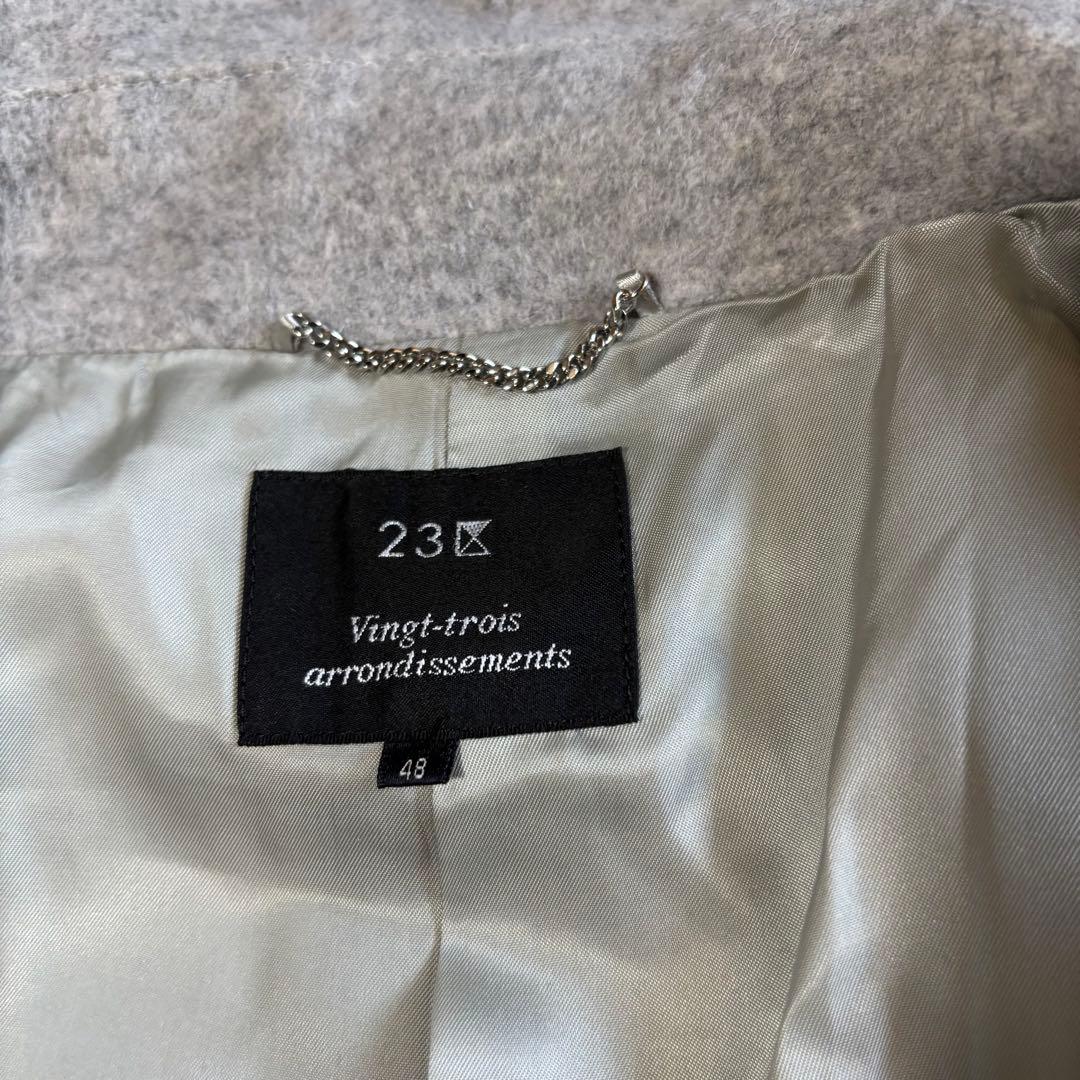 23区
Vingt-trois
arrondissements
48